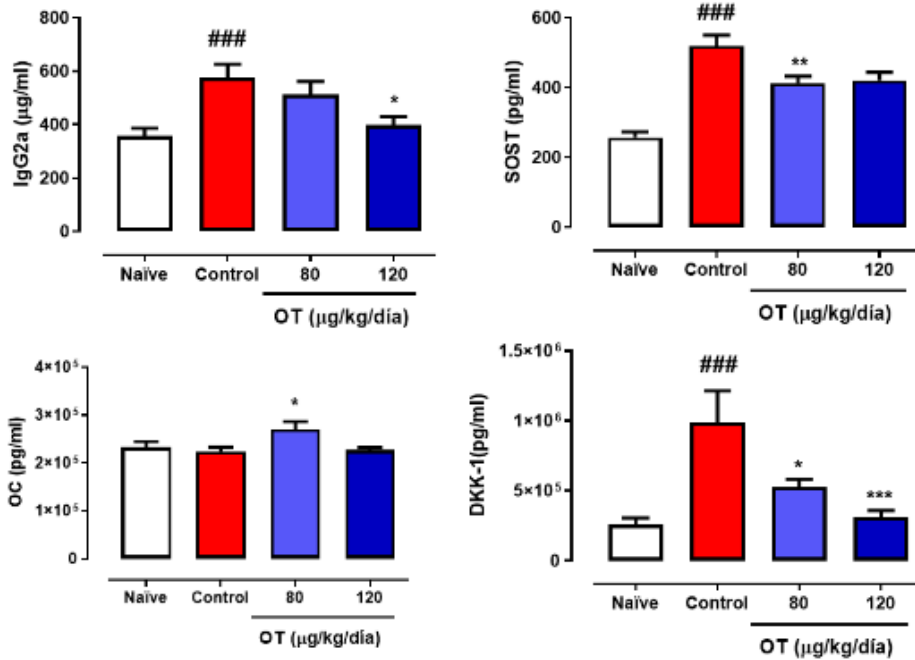 IgG2a (µg/ml)
800
600
400
200
0
###
*
Naïve Control 80 120
OT (µg/kg/día)
SOST (pg/ml)
600
400
200
0
###
**
Naïve Control 80 120
OT (µg/kg/día)
OC (pg/ml)
4×10⁵
3×10⁵
2×10⁵
1×10⁵
0
*
Naïve Control 80 120
OT (µg/kg/día)
DKK-1(pg/ml)
1.5×10⁶
1×10⁶
5×10⁵
0
###
*
***
Naïve Control 80 120
OT (µg/kg/día)